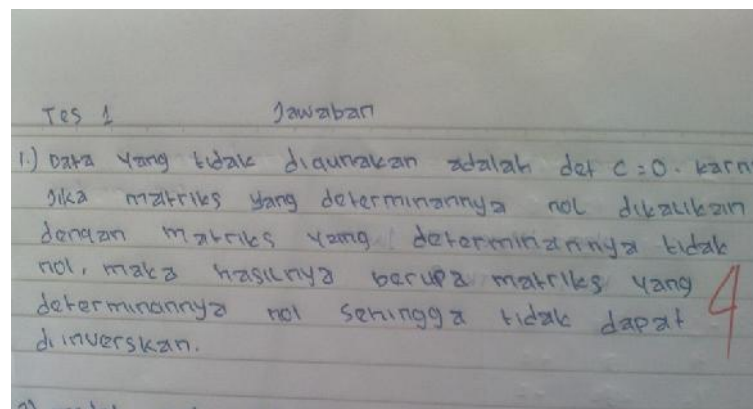 Tes 1 Jawaban
1.) Data yang tidak digunakan adalah det C = 0. karn
Jika matriks yang determinannya nol dikalikan
dengan matriks yang determinannya tidak
nol, maka hasilnya berupa matriks yang
determinannya nol sehingga tidak dapat
diinverskan.
4